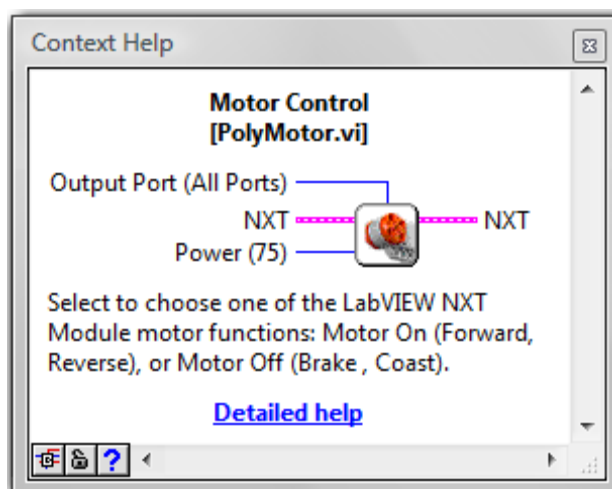 Context Help
Motor Control
[PolyMotor.vi]
Output Port (All Ports)
NXT NXT
Power (75)
Select to choose one of the LabVIEW NXT
Module motor functions: Motor On (Forward,
Reverse), or Motor Off (Brake , Coast).
Detailed help
?